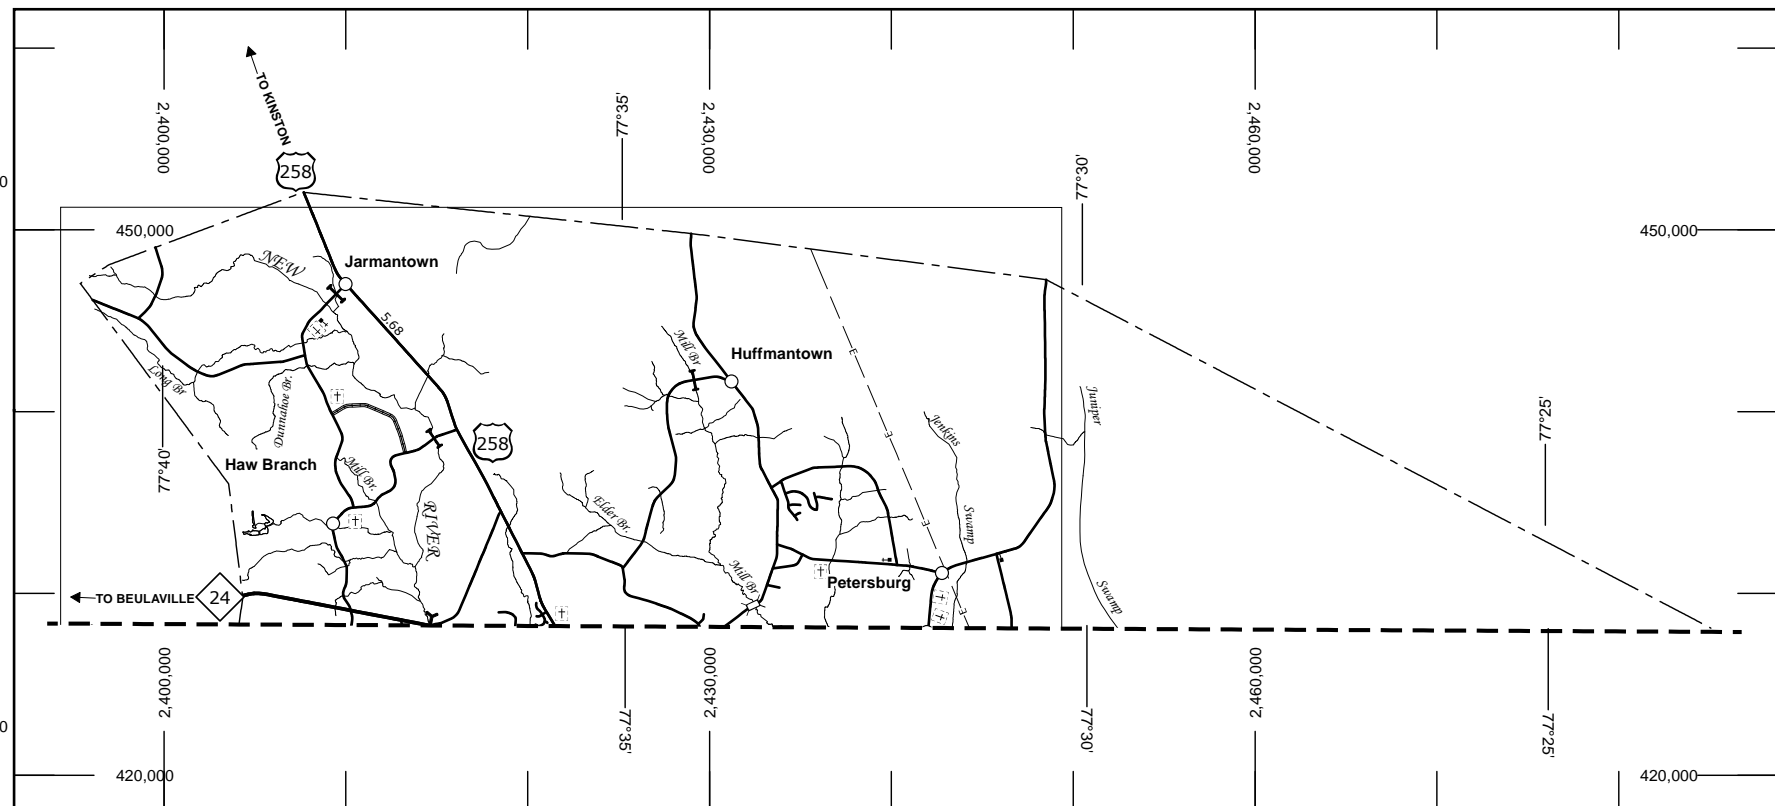 2,400,000
77°35'
2,430,000
77°30'
2,460,000
TO KINSTON
258
0
450,000
450,000
NEW
Jarmantown
5.68
Mill Br
Huffmantown
Long Br
Dunnahoe Br.
Juniper
77°25'
Jenkins
E
E
258
77°40'
Haw Branch
Mill Br.
RIVER
Elder Br.
Swamp
E
Mill Br
Petersburg
Swamp
TO BEULAVILLE
24
E
2,400,000
77°35'
2,430,000
77°30'
2,460,000
77°25'
0
420,000
420,000